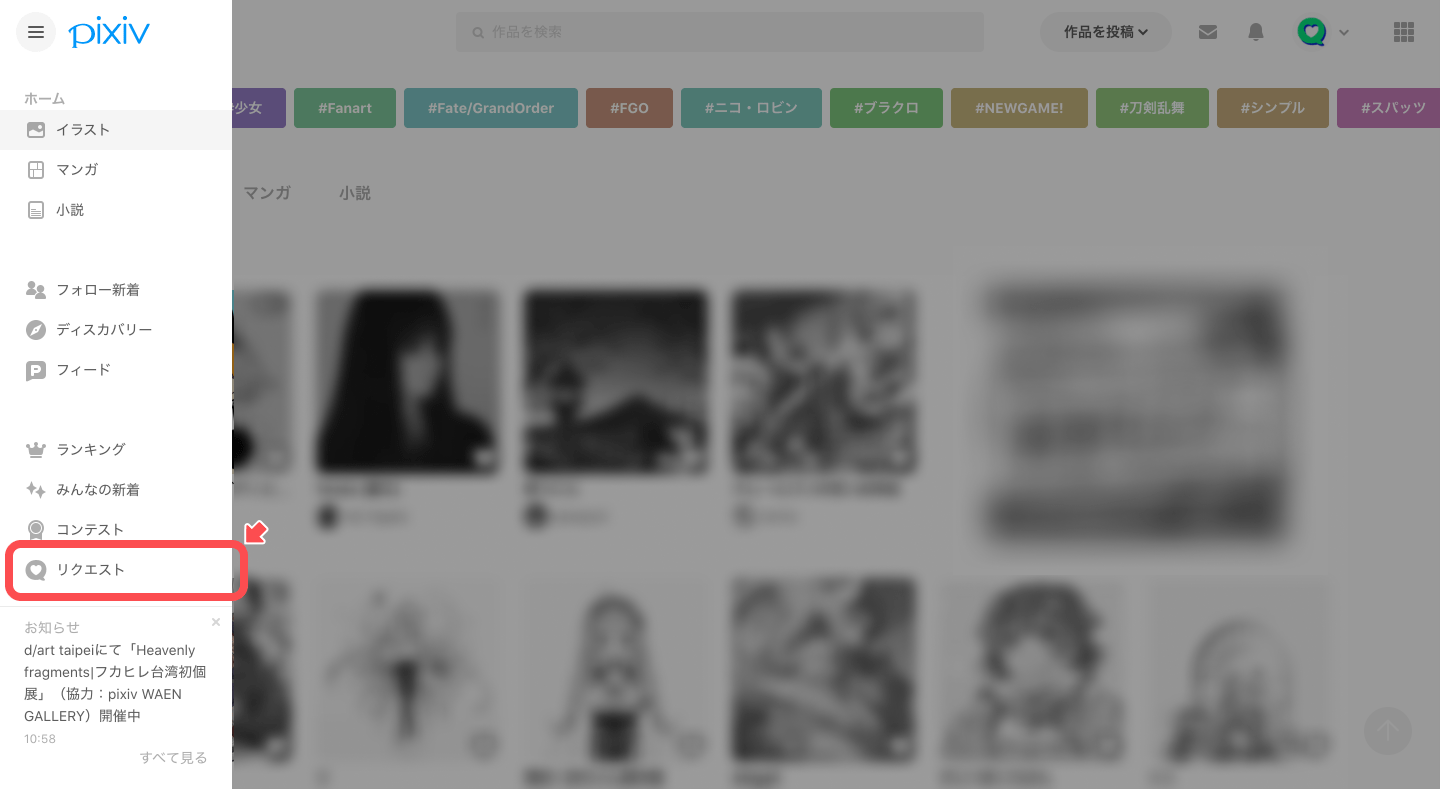 pixiv
作品を検索
作品を投稿
ホーム
イラスト
マンガ
小説
フォロー新着
ディスカバリー
フィード
ランキング
みんなの新着
コンテスト
リクエスト
お知らせ
d/art taipeiにて「Heavenly
fragments|フカヒレ台湾初個
展」（協力：pixiv WAEN
GALLERY）開催中
10:58
すべて見る
少女
#Fanart
#Fate/GrandOrder
#FGO
#ニコ・ロビン
#ブラクロ
#NEWGAME!
#刀剣乱舞
#シンプル
#スパッツ
マンガ
小説